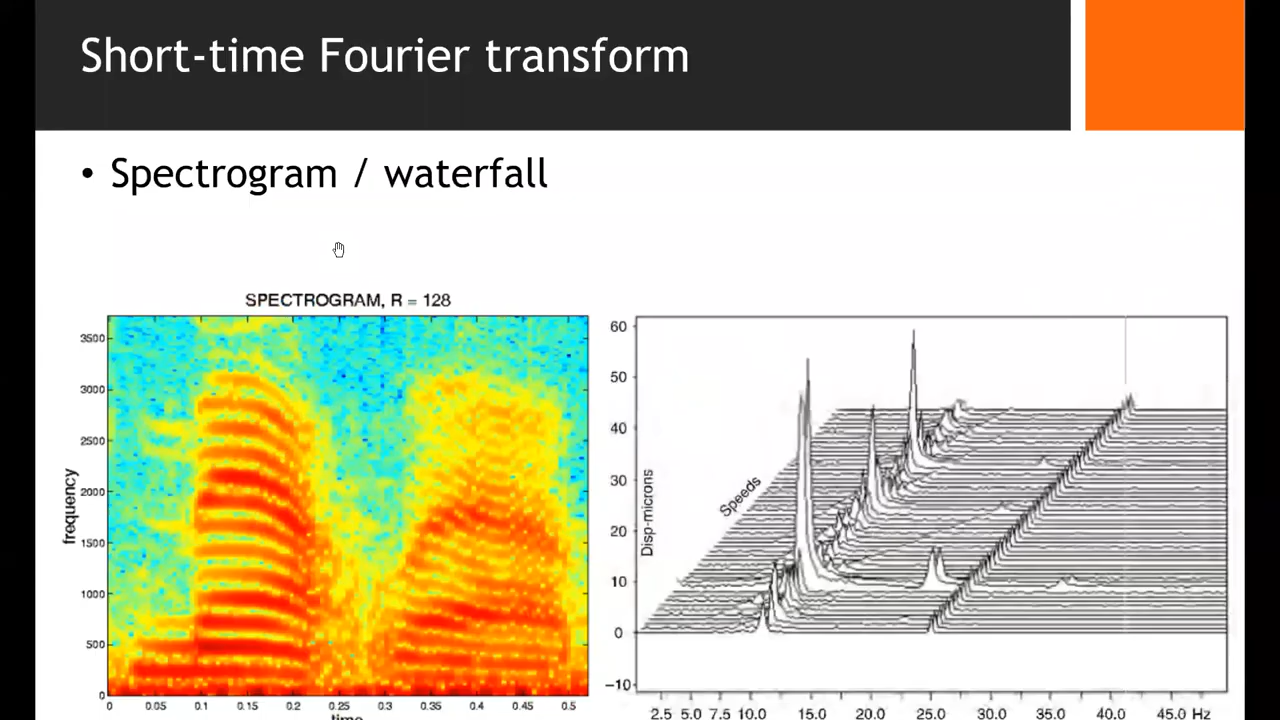 Short-time Fourier transform
• Spectrogram / waterfall
SPECTROGRAM, R = 128
frequency
3500
3000
2500
2000
1500
1000
500
0
0 0.05 0.1 0.15 0.2 0.25 0.3 0.35 0.4 0.45 0.5
time
Disp-microns
Speeds
60
50
40
30
20
10
0
−10
2.5 5.0 7.5 10.0 15.0 20.0 25.0 30.0 35.0 40.0 45.0 Hz